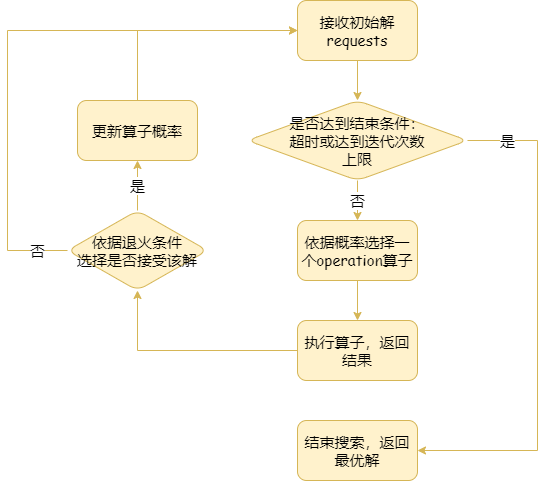 接收初始解
requests
是否达到结束条件：
超时或达到迭代次数
上限
是
否
更新算子概率
是
依据退火条件
选择是否接受该解
否
依据概率选择一
个operation算子
执行算子，返回
结果
结束搜索，返回
最优解